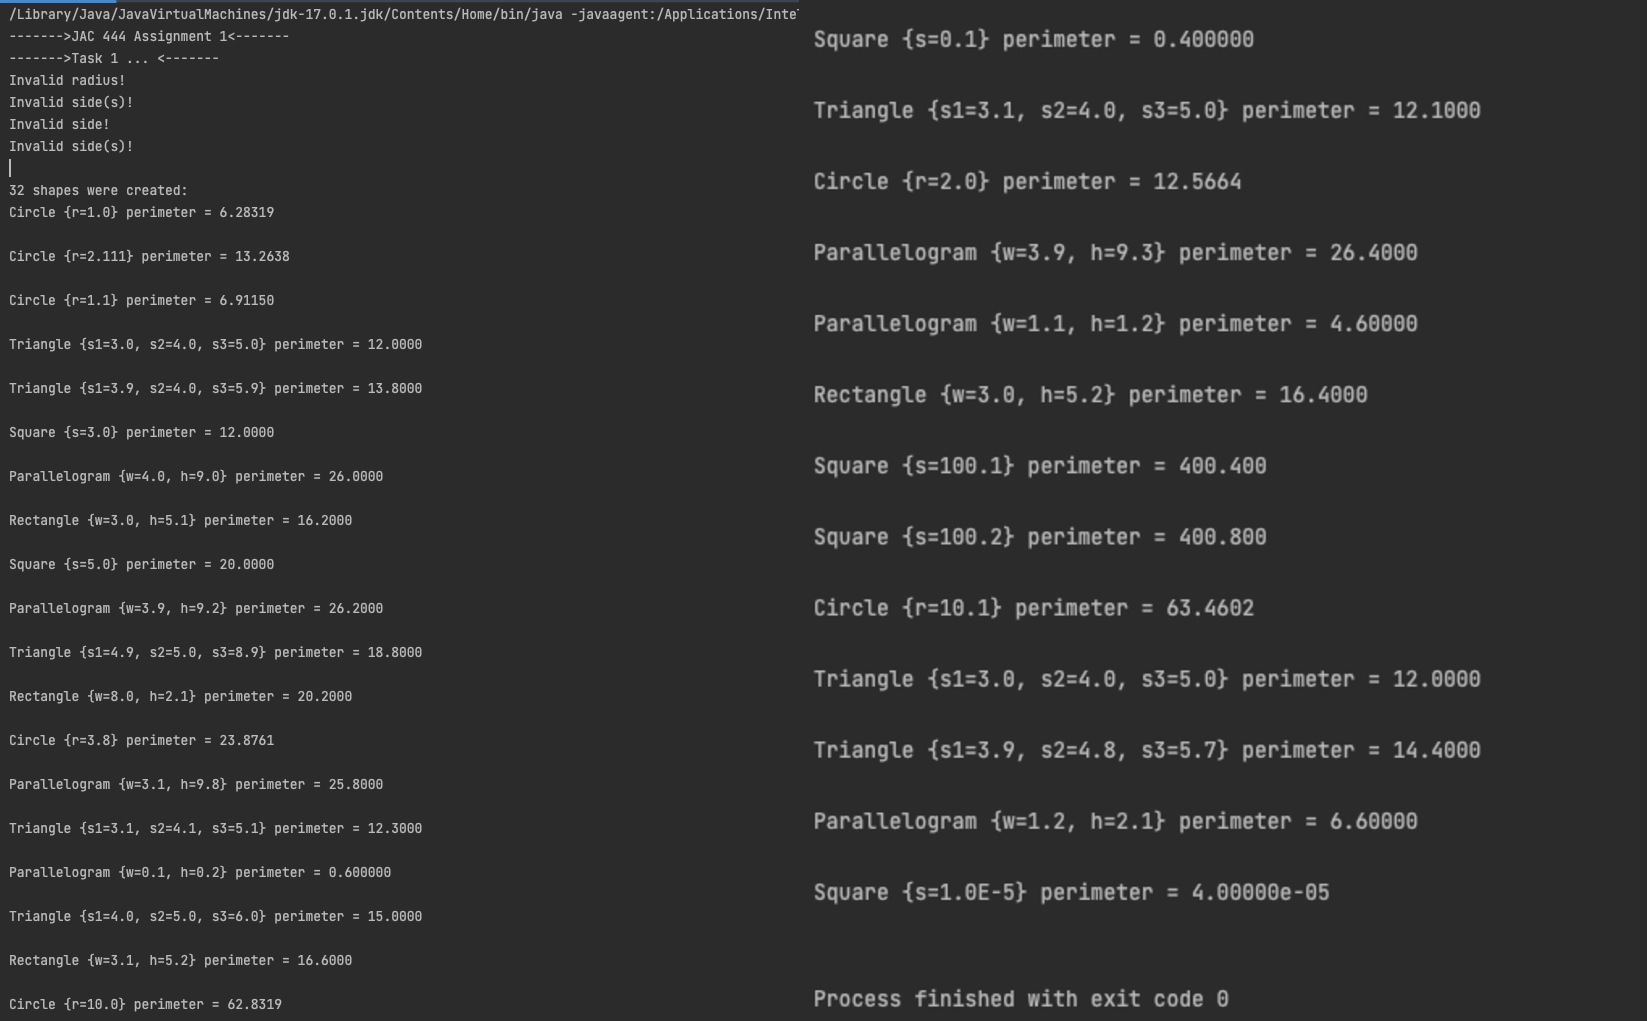 /Library/Java/JavaVirtualMachines/jdk-17.0.1.jdk/Contents/Home/bin/java -javaagent:/Applications/Inte
------->JAC 444 Assignment 1<-------
------->Task 1 ... <-------
Invalid radius!
Invalid side(s)!
Invalid side!
Invalid side(s)!
32 shapes were created:
Circle {r=1.0} perimeter = 6.28319
Circle {r=2.111} perimeter = 13.2638
Circle {r=1.1} perimeter = 6.91150
Triangle {s1=3.0, s2=4.0, s3=5.0} perimeter = 12.0000
Triangle {s1=3.9, s2=4.0, s3=5.9} perimeter = 13.8000
Square {s=3.0} perimeter = 12.0000
Parallelogram {w=4.0, h=9.0} perimeter = 26.0000
Rectangle {w=3.0, h=5.1} perimeter = 16.2000
Square {s=5.0} perimeter = 20.0000
Parallelogram {w=3.9, h=9.2} perimeter = 26.2000
Triangle {s1=4.9, s2=5.0, s3=8.9} perimeter = 18.8000
Rectangle {w=8.0, h=2.1} perimeter = 20.2000
Circle {r=3.8} perimeter = 23.8761
Parallelogram {w=3.1, h=9.8} perimeter = 25.8000
Triangle {s1=3.1, s2=4.1, s3=5.1} perimeter = 12.3000
Parallelogram {w=0.1, h=0.2} perimeter = 0.600000
Triangle {s1=4.0, s2=5.0, s3=6.0} perimeter = 15.0000
Rectangle {w=3.1, h=5.2} perimeter = 16.6000
Circle {r=10.0} perimeter = 62.8319
Square {s=0.1} perimeter = 0.400000
Triangle {s1=3.1, s2=4.0, s3=5.0} perimeter = 12.1000
Circle {r=2.0} perimeter = 12.5664
Parallelogram {w=3.9, h=9.3} perimeter = 26.4000
Parallelogram {w=1.1, h=1.2} perimeter = 4.60000
Rectangle {w=3.0, h=5.2} perimeter = 16.4000
Square {s=100.1} perimeter = 400.400
Square {s=100.2} perimeter = 400.800
Circle {r=10.1} perimeter = 63.4602
Triangle {s1=3.0, s2=4.0, s3=5.0} perimeter = 12.0000
Triangle {s1=3.9, s2=4.8, s3=5.7} perimeter = 14.4000
Parallelogram {w=1.2, h=2.1} perimeter = 6.60000
Square {s=1.0E-5} perimeter = 4.00000e-05
Process finished with exit code 0